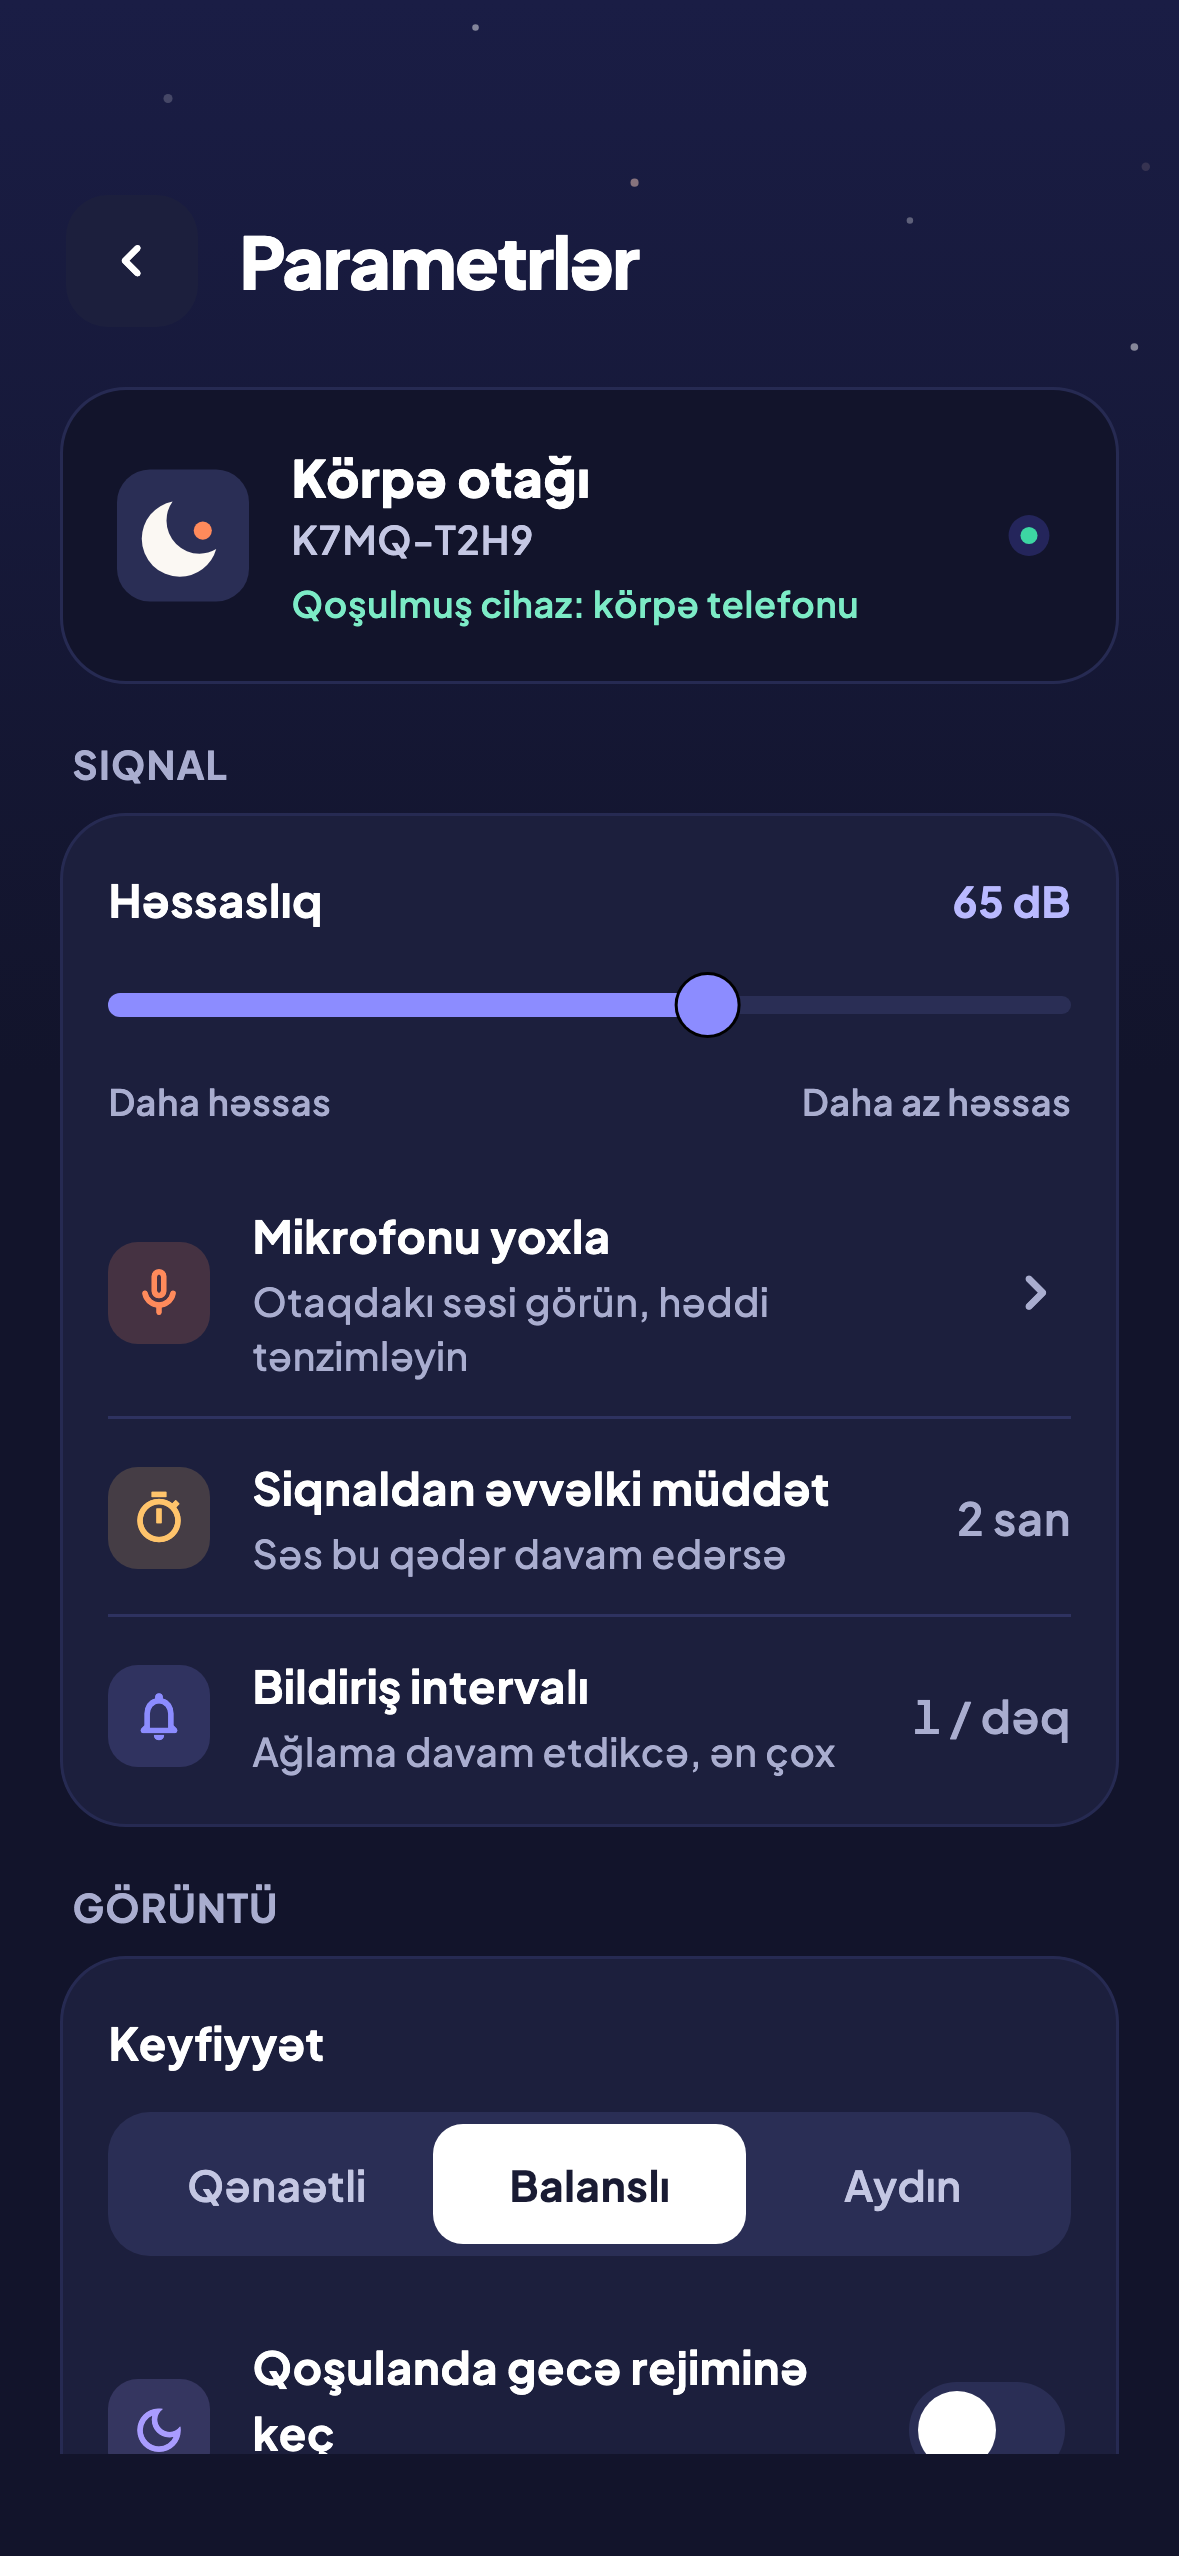 Parametrlər
Körpə otağı
K7MQ-T2H9
Qoşulmuş cihaz: körpə telefonu
SIQNAL
Həssaslıq
65 dB
Daha həssas
Daha az həssas
Mikrofonu yoxla
Otaqdakı səsi görün, həddi
tənzimləyin
Siqnaldan əvvəlki müddət
Səs bu qədər davam edərsə
2 san
Bildiriş intervalı
Ağlama davam etdikcə, ən çox
1 / dəq
GÖRÜNTÜ
Keyfiyyət
Qənaətli
Balanslı
Aydın
Qoşulanda gecə rejiminə
keç